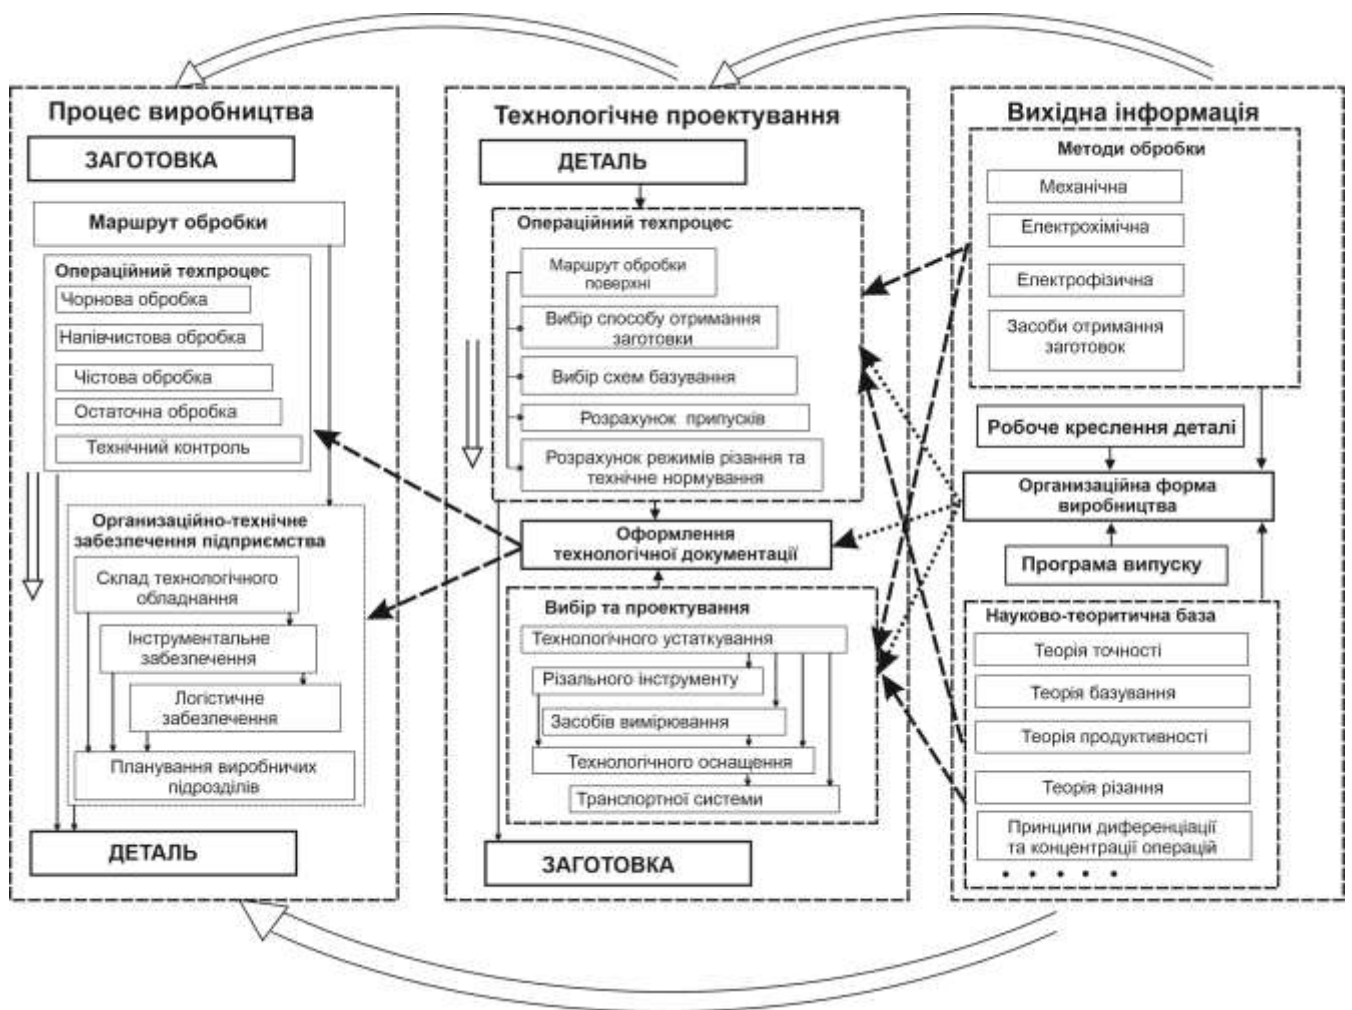 Процес виробництва
ЗАГОТОВКА
Маршрут обробки
Операційний техпроцес
Чорнова обробка
Напівчистова обробка
Чістова обробка
Остаточна обробка
Технічний контроль
Организаційно-технічне
забезпечення підприємства
Склад технологічного
обладнання
Інструментальне
забезпечення
Логістичне
забезпечення
Планування виробничих
підрозділів
ДЕТАЛЬ
Технологічне проектування
ДЕТАЛЬ
Операційний техпроцес
Маршрут обробки
поверхні
Вибір способу отримання
заготовки
Вибір схем базування
Розрахунок припусків
Розрахунок режимів різання та
технічне нормування
Оформлення
технологічної документації
Вибір та проектування
Технологічного устаткування
Різального інструменту
Засобів вимірювання
Технологічного оснащення
Транспортної системи
ЗАГОТОВКА
Вихідна інформація
Методи обробки
Механічна
Електрохімічна
Електрофізична
Засоби отримання
заготовок
Робоче креслення деталі
Организаційна форма
виробництва
Програма випуску
Науково-теоритична база
Теорія точності
Теорія базування
Теорія продуктивності
Теорія різання
Принципи диференціації
та концентрації операцій
• • • • •